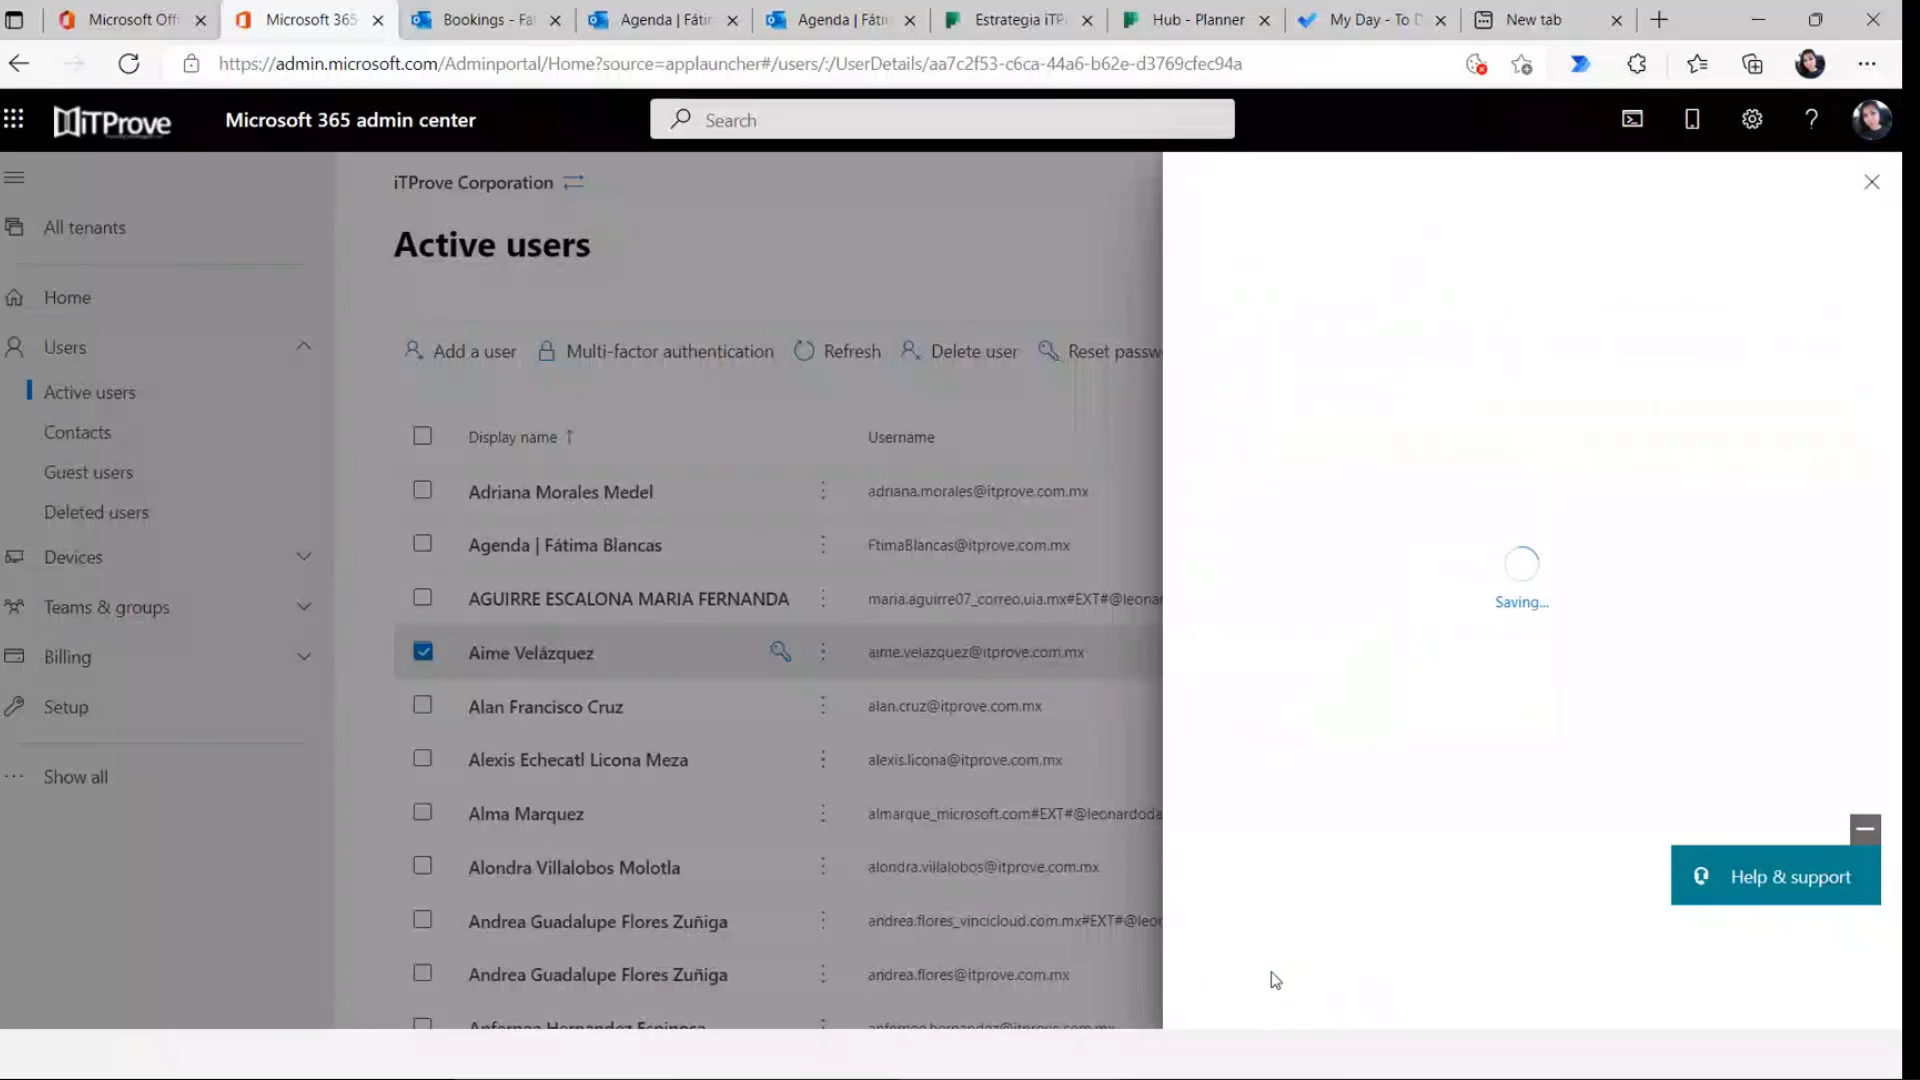 Microsoft Off
Microsoft 365
Bookings - Fa
Agenda | Fáti
Agenda | Fáti
Estrategia iTP
Hub - Planner
My Day - To D
New tab
https://admin.microsoft.com/Adminportal/Home?source=applauncher#/users/:/UserDetails/aa7c2f53-c6ca-44a6-b62e-d3769cfec94a
iTProve
Microsoft 365 admin center
Search
All tenants
Home
Users
Active users
Contacts
Guest users
Deleted users
Devices
Teams & groups
Billing
Setup
Show all
iTProve Corporation
Active users
Add a user
Multi-factor authentication
Refresh
Delete user
Reset passw
Display name ↑
Username
Adriana Morales Medel
adriana.morales@itprove.com.mx
Agenda | Fátima Blancas
FtimaBlancas@itprove.com.mx
AGUIRRE ESCALONA MARIA FERNANDA
maria.aguirre07_correo.uia.mx#EXT#@leonar
Aime Velázquez
aime.velazquez@itprove.com.mx
Alan Francisco Cruz
alan.cruz@itprove.com.mx
Alexis Echecatl Licona Meza
alexis.licona@itprove.com.mx
Alma Marquez
almarque_microsoft.com#EXT#@leonardoda
Alondra Villalobos Molotla
alondra.villalobos@itprove.com.mx
Andrea Guadalupe Flores Zuñiga
andrea.flores_vincicloud.com.mx#EXT#@leo
Andrea Guadalupe Flores Zuñiga
andrea.flores@itprove.com.mx
Saving...
Help & support